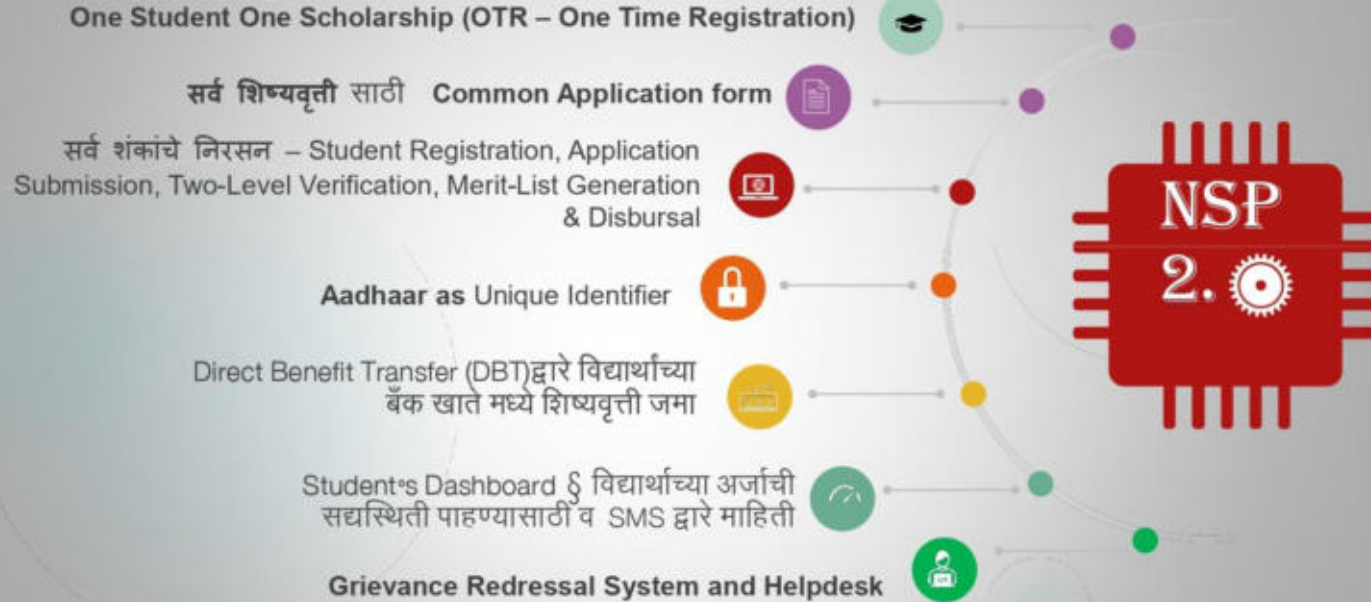 One Student One Scholarship (OTR – One Time Registration)
सर्व शिष्यवृत्ती साठी Common Application form
सर्व शंकांचे निरसन – Student Registration, Application
Submission, Two-Level Verification, Merit-List Generation
& Disbursal
Aadhaar as Unique Identifier
Direct Benefit Transfer (DBT)द्वारे विद्यार्थांच्या
बँक खाते मध्ये शिष्यवृत्ती जमा
Student's Dashboard § विद्यार्थाच्या अर्जाची
सद्यस्थिती पाहण्यासाठी व SMS द्वारे माहिती
Grievance Redressal System and Helpdesk
NSP
2.